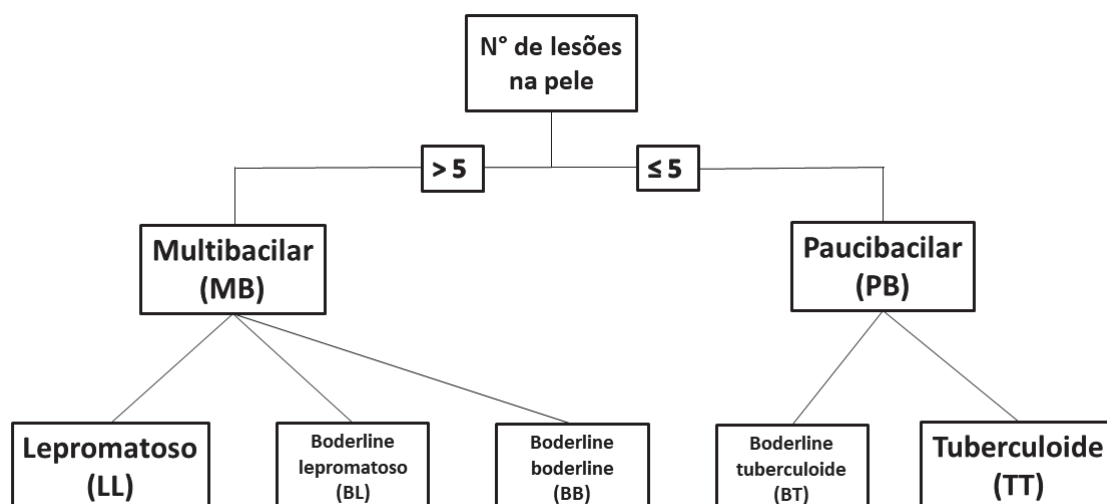 N° de lesões
na pele
> 5
≤ 5
Multibacilar
(MB)
Paucibacilar
(PB)
Lepromatoso
(LL)
Boderline
lepromatoso
(BL)
Boderline
boderline
(BB)
Boderline
tuberculoide
(BT)
Tuberculoide
(TT)